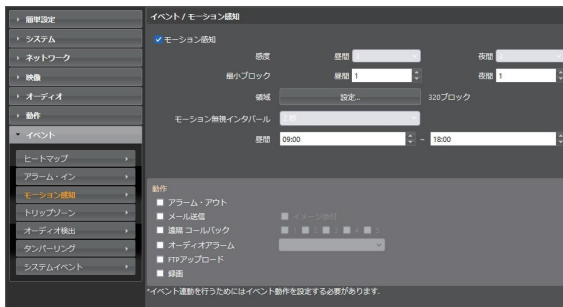 簡単設定
システム
ネットワーク
映像
オーディオ
動作
イベント
ヒートマップ
アラーム・イン
モーション感知
トリップゾーン
オーディオ検出
タンパーリング
システムイベント
イベント / モーション感知
モーション感知
感度 昼間 夜間
最小ブロック 昼間 1 夜間 1
領域 設定... 320ブロック
モーション無視インタバール
昼間 09:00 ~ 18:00
動作
アラーム・アウト
メール送信 イメージ添付
遠隔 コールバック 1 2 3 4 5
オーディオアラーム
FTPアップロード
録画
*イベント連動を行うためにはイベント動作を設定する必要があります.